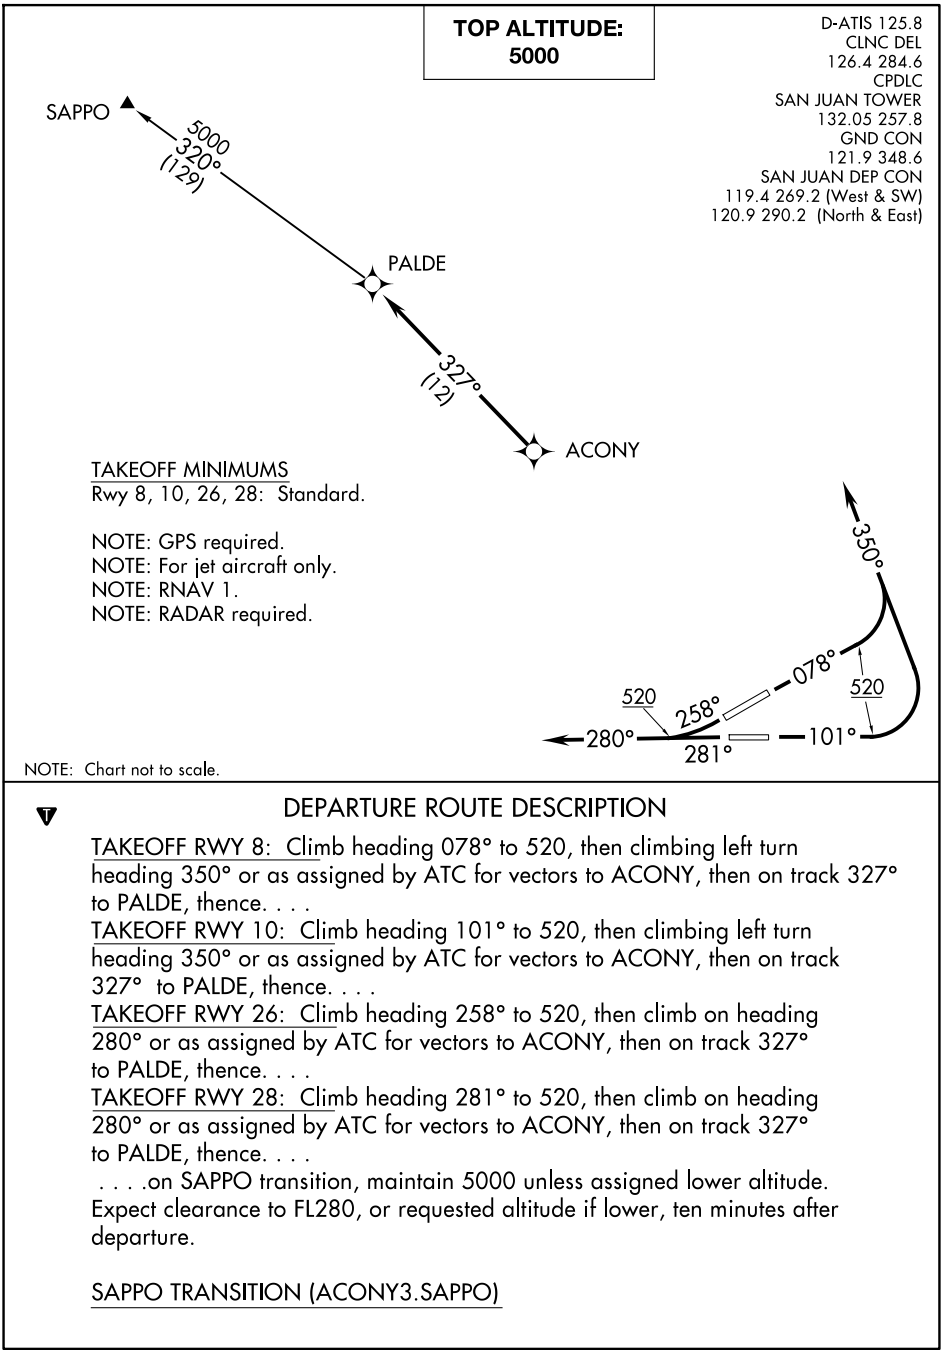 TOP ALTITUDE:
5000
D-ATIS 125.8
CLNC DEL
126.4 284.6
CPDLC
SAN JUAN TOWER
132.05 257.8
GND CON
121.9 348.6
SAN JUAN DEP CON
119.4 269.2 (West & SW)
120.9 290.2 (North & East)
SAPPO
5000
320°
(129)
PALDE
327°
(12)
ACONY
TAKEOFF MINIMUMS
Rwy 8, 10, 26, 28: Standard.
NOTE: GPS required.
NOTE: For jet aircraft only.
NOTE: RNAV 1.
NOTE: RADAR required.
350°
078°
520
520
258°
280°
281°
101°
NOTE: Chart not to scale.
T
DEPARTURE ROUTE DESCRIPTION
TAKEOFF RWY 8: Climb heading 078° to 520, then climbing left turn
heading 350° or as assigned by ATC for vectors to ACONY, then on track 327°
to PALDE, thence. . . .
TAKEOFF RWY 10: Climb heading 101° to 520, then climbing left turn
heading 350° or as assigned by ATC for vectors to ACONY, then on track
327° to PALDE, thence. . . .
TAKEOFF RWY 26: Climb heading 258° to 520, then climb on heading
280° or as assigned by ATC for vectors to ACONY, then on track 327°
to PALDE, thence. . . .
TAKEOFF RWY 28: Climb heading 281° to 520, then climb on heading
280° or as assigned by ATC for vectors to ACONY, then on track 327°
to PALDE, thence. . . .
. . . .on SAPPO transition, maintain 5000 unless assigned lower altitude.
Expect clearance to FL280, or requested altitude if lower, ten minutes after
departure.
SAPPO TRANSITION (ACONY3.SAPPO)